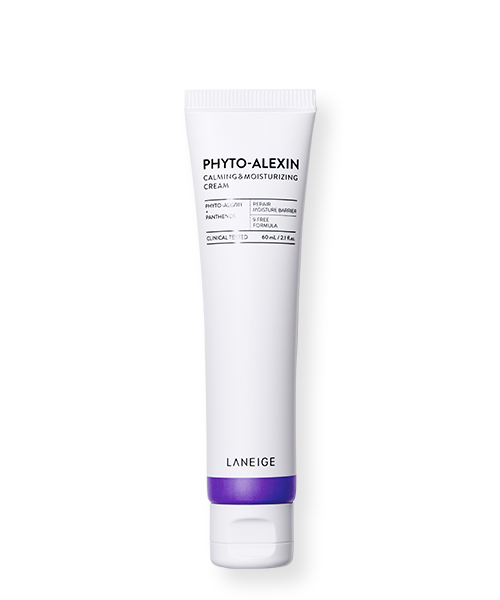 PHYTO-ALEXIN
CALMING&MOISTURIZING
CREAM
PHYTO-ALEXIN
+
PANTHENOL
REPAIR
MOISTURE BARRIER
9 FREE
FORMULA
CLINICAL TESTED
60 mL / 2.1 fl.oz.
LANEIGE